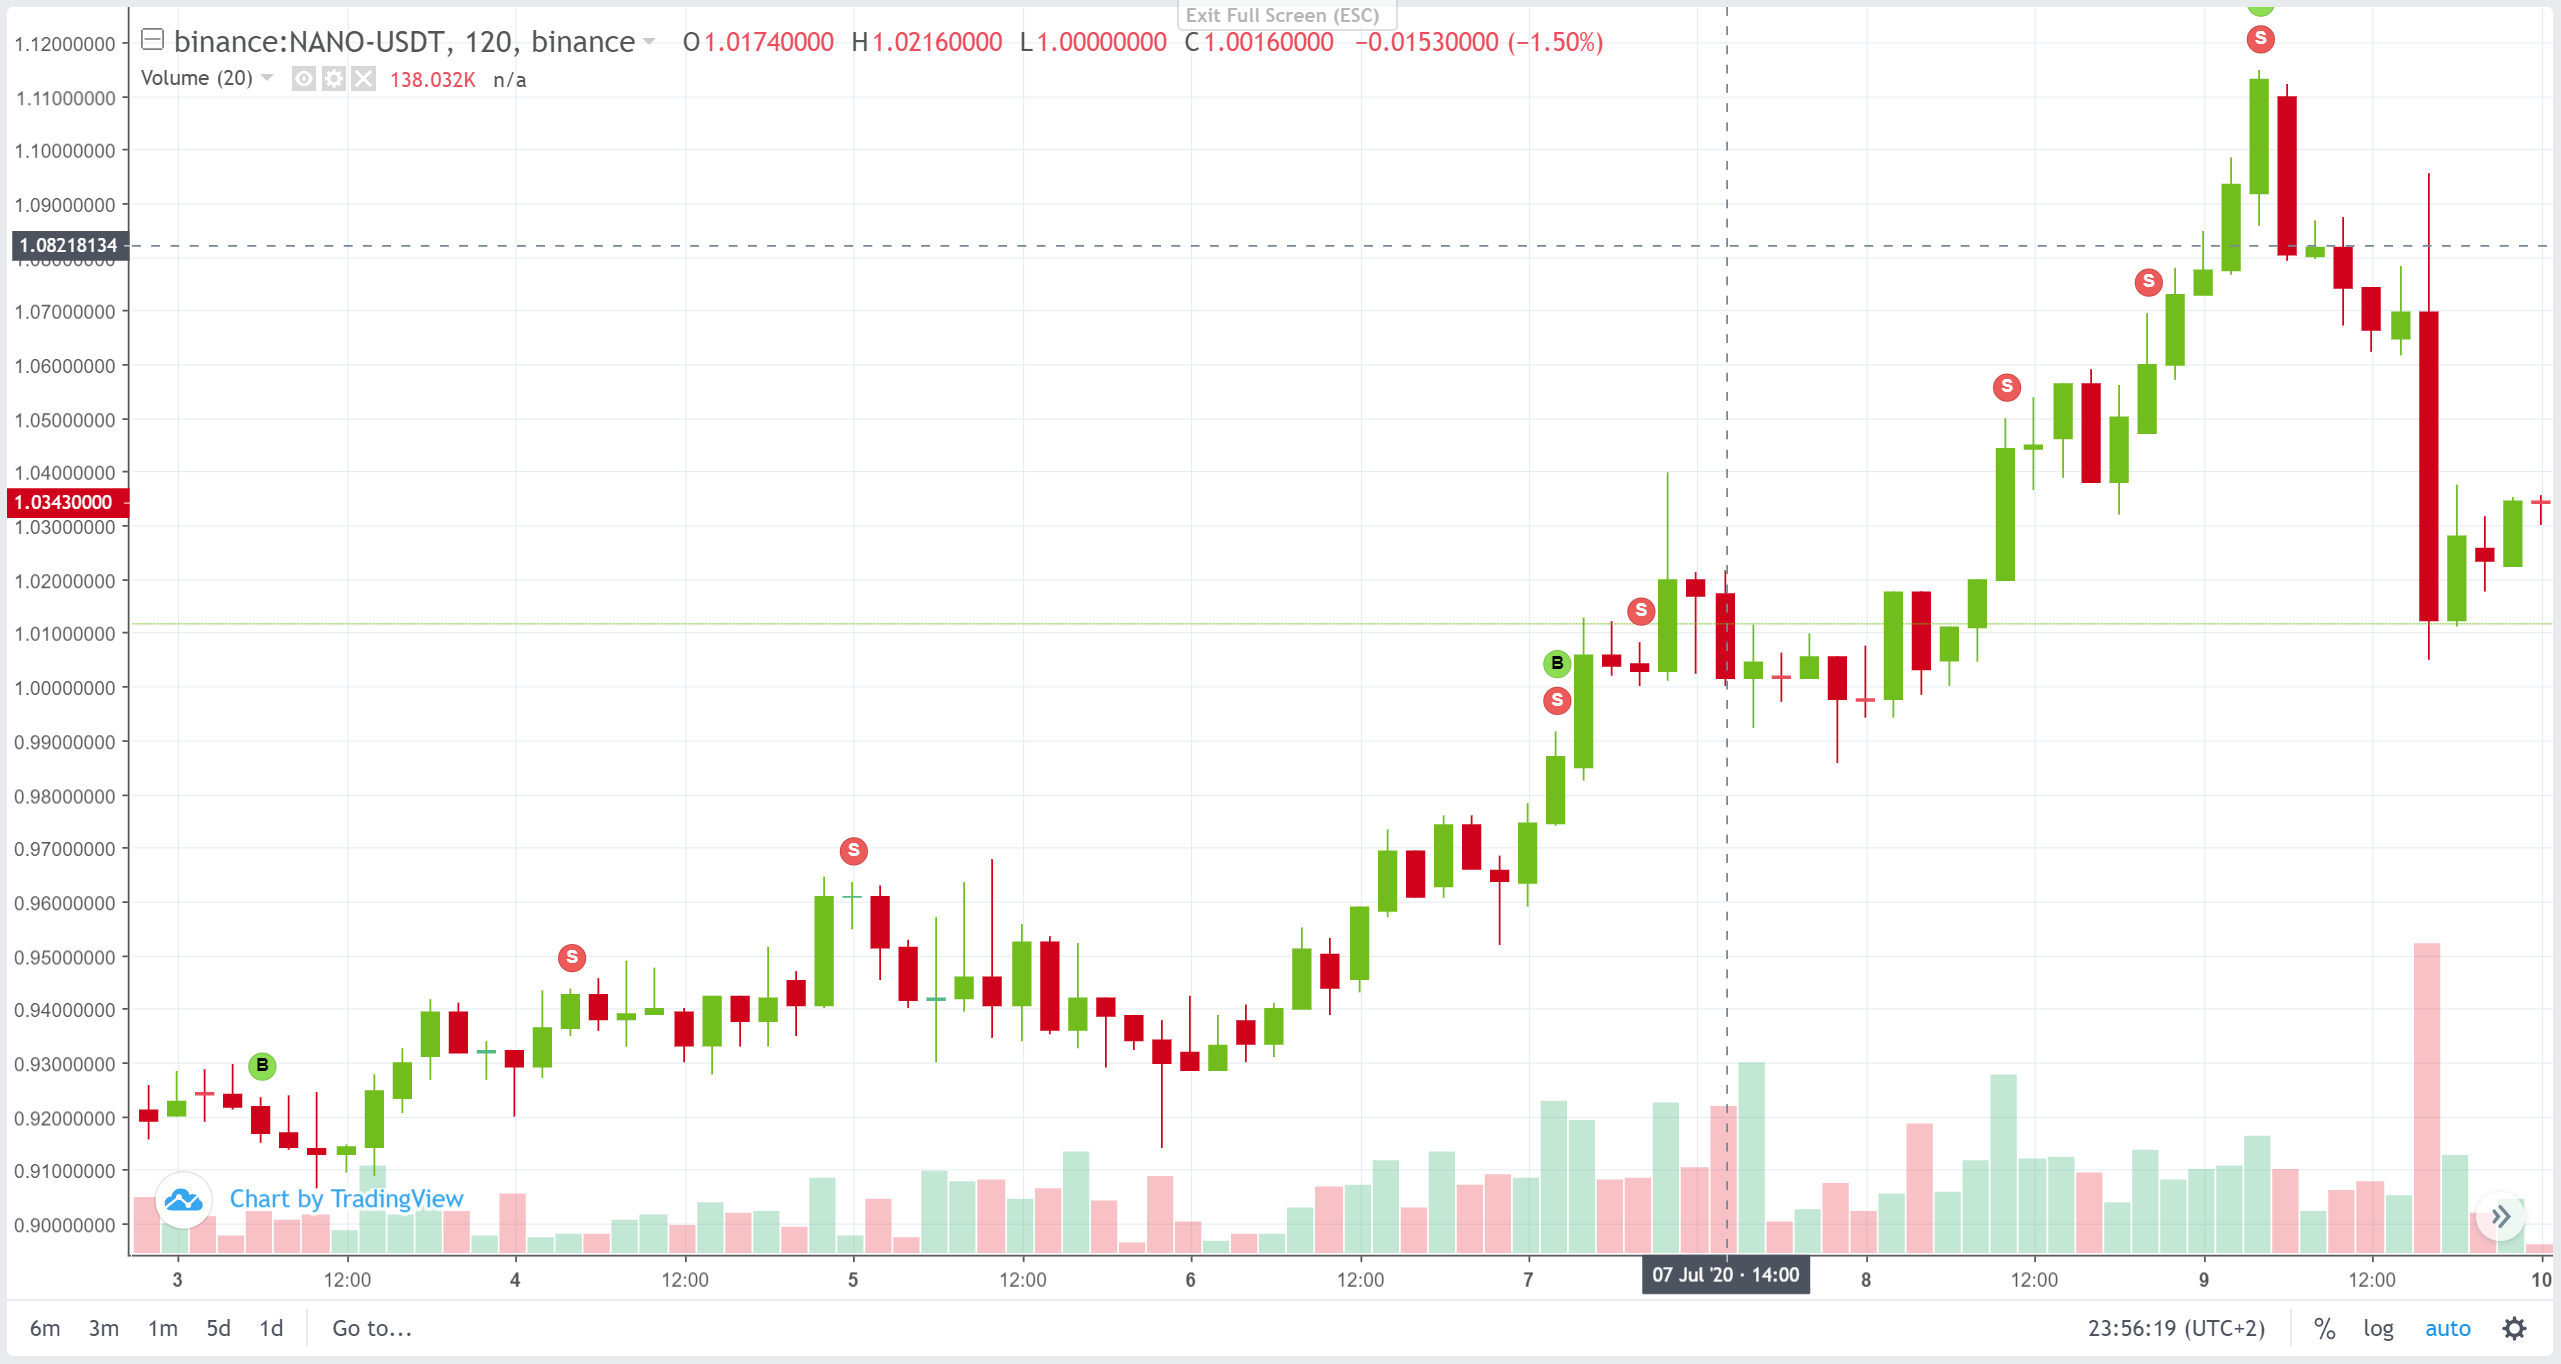 Exit Full Screen (ESC)
binance:NANO-USDT, 120, binance O1.01740000 H1.02160000 L1.00000000 C1.00160000 −0.01530000 (−1.50%)
Volume (20) 138.032K n/a
1.12000000
1.11000000
1.10000000
1.09000000
1.08218134
1.08000000
1.07000000
1.06000000
1.05000000
1.04000000
1.03430000
1.03000000
1.02000000
1.01000000
1.00000000
0.99000000
0.98000000
0.97000000
0.96000000
0.95000000
0.94000000
0.93000000
0.92000000
0.91000000
0.90000000
S
S
S
S
B
S
S
S
B
Chart by TradingView
3 12:00 4 12:00 5 12:00 6 12:00 7 07 Jul '20 · 14:00 8 12:00 9 12:00 10
6m 3m 1m 5d 1d Go to... 23:56:19 (UTC+2) % log auto